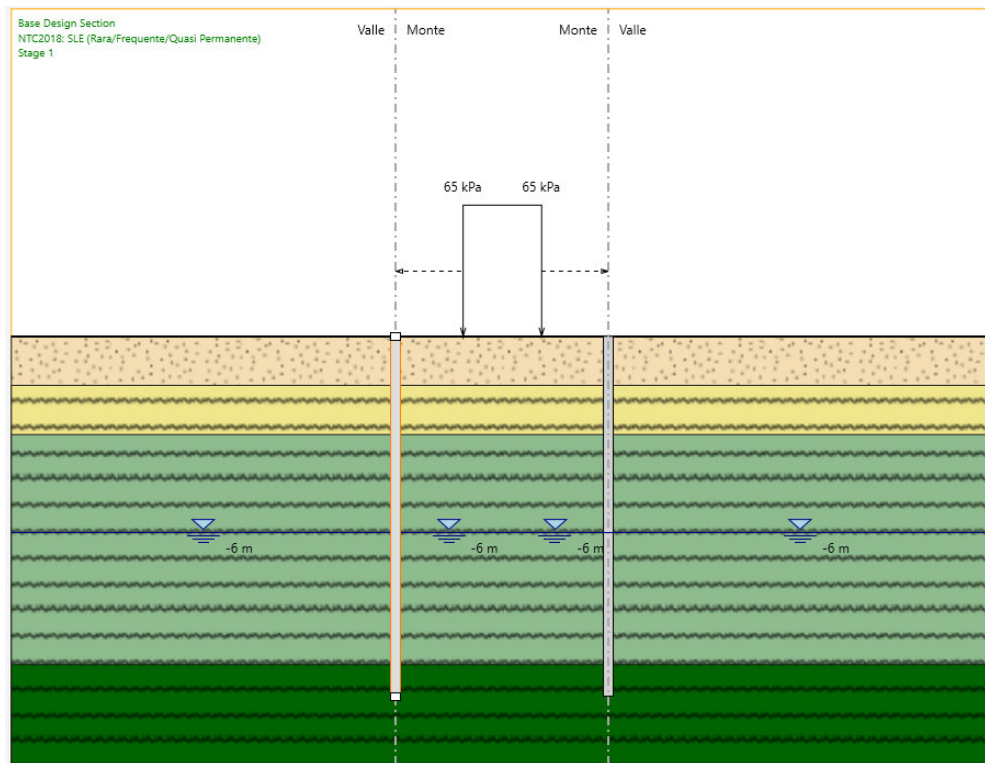 Base Design Section
NTC2018: SLE (Rara/Frequente/Quasi Permanente)
Stage 1
Valle Monte Monte Valle
65 kPa 65 kPa
-6 m -6 m -6 m -6 m